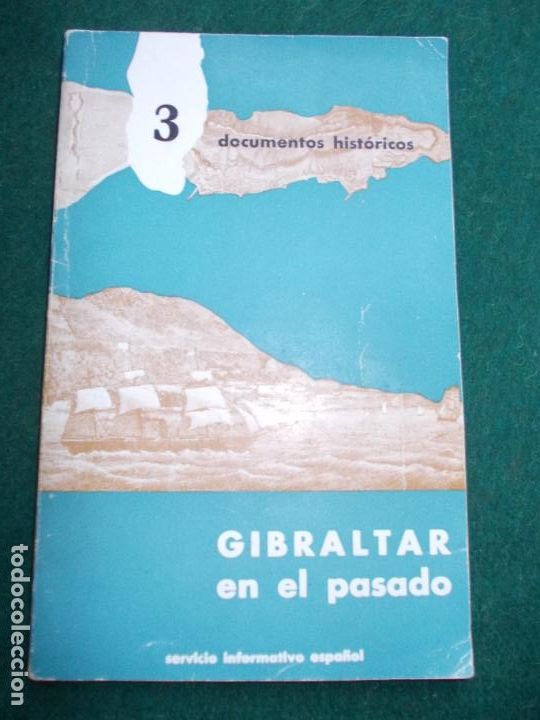 3
documentos históricos
GIBRALTAR
en el pasado
servicio informativo español
todocoleccion